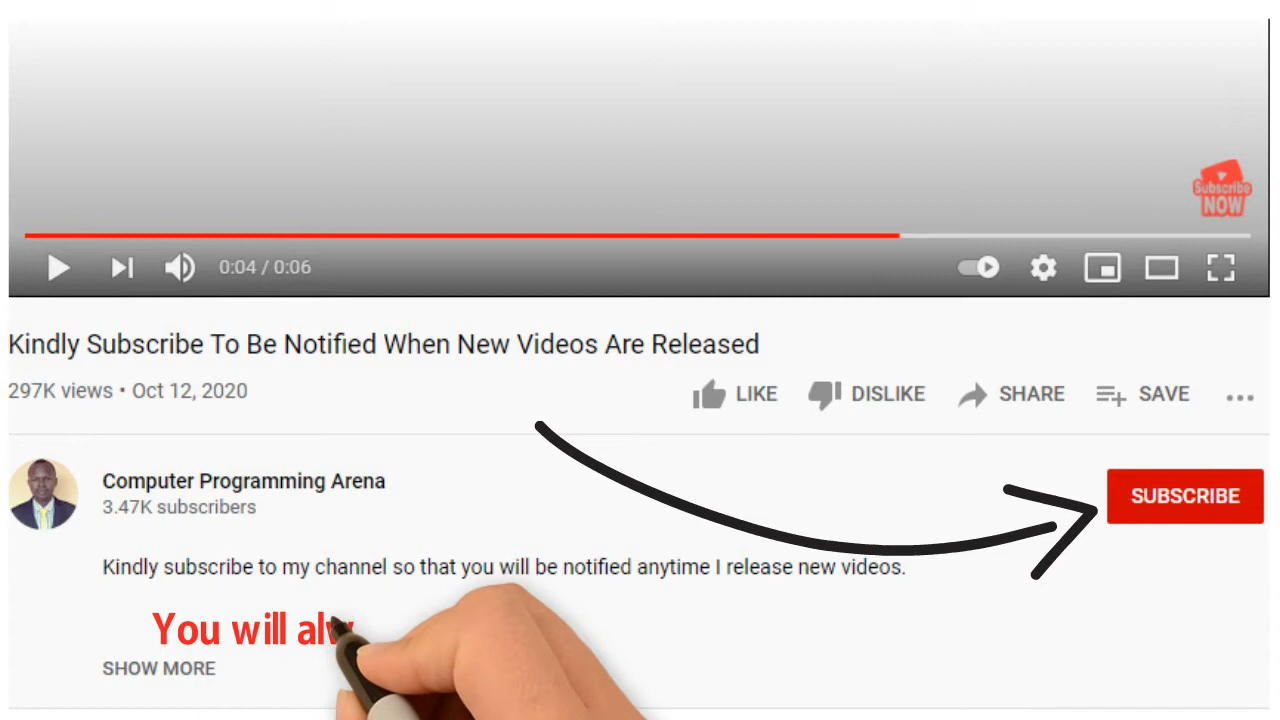 Subscribe
NOW
0:04 / 0:06
Kindly Subscribe To Be Notified When New Videos Are Released
297K views • Oct 12, 2020
LIKE DISLIKE SHARE SAVE ...
Computer Programming Arena
3.47K subscribers
SUBSCRIBE
Kindly subscribe to my channel so that you will be notified anytime I release new videos.
You will alw
SHOW MORE